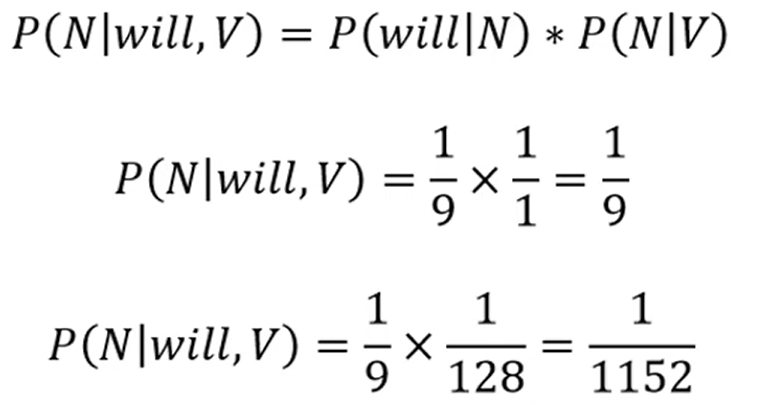 P(N|will, V) = P(will|N) ∗ P(N|V)
P(N|will, V) = 1/9 × 1/1 = 1/9
P(N|will, V) = 1/9 × 1/128 = 1/1152